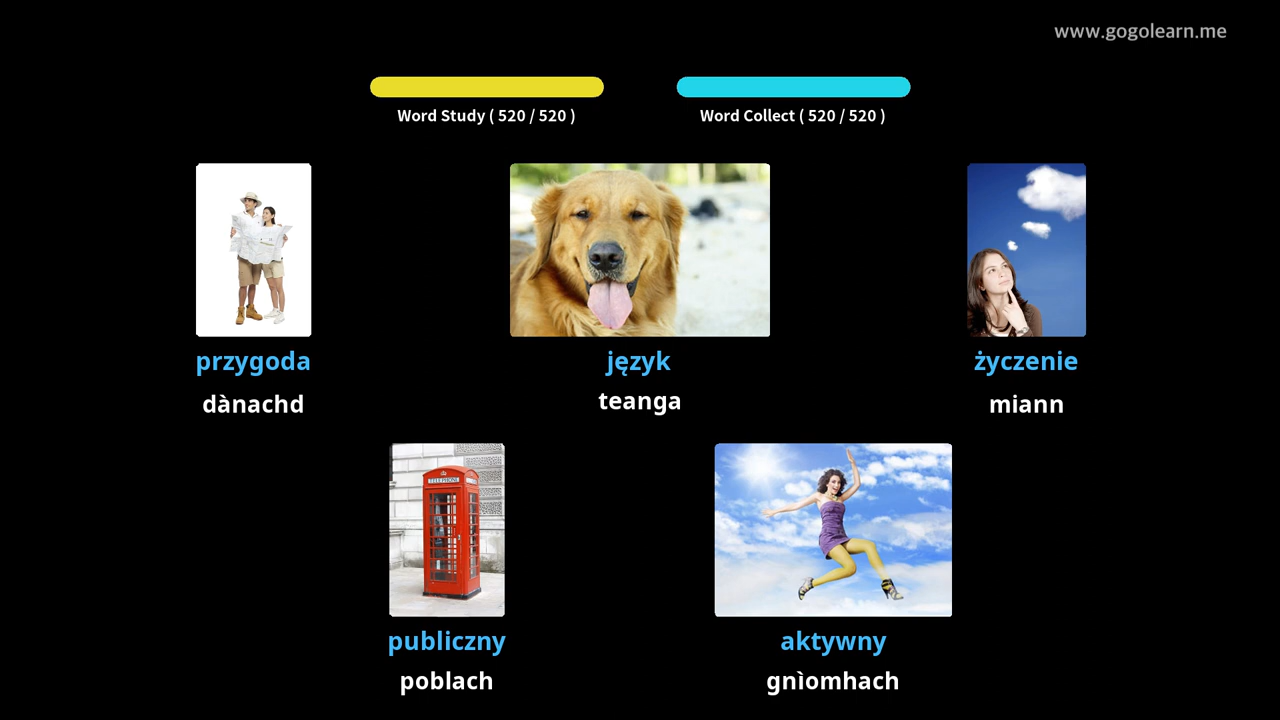 www.gogolearn.me
Word Study ( 520 / 520 )
Word Collect ( 520 / 520 )
przygoda
dànachd
język
teanga
życzenie
miann
TELEPHONE
publiczny
poblach
aktywny
gnìomhach